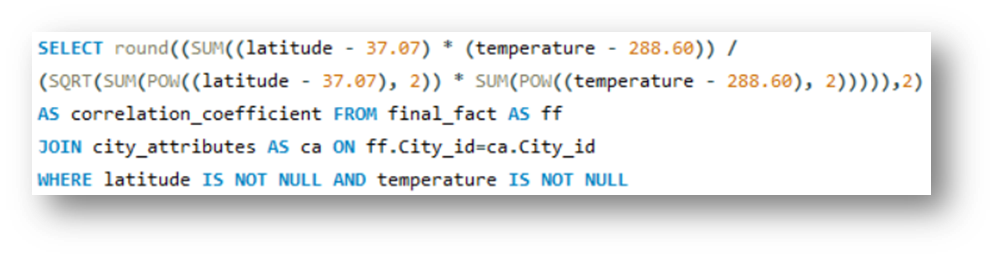 SELECT round((SUM((latitude - 37.07) * (temperature - 288.60)) /
(SQRT(SUM(POW((latitude - 37.07), 2)) * SUM(POW((temperature - 288.60), 2))))),2)
AS correlation_coefficient FROM final_fact AS ff
JOIN city_attributes AS ca ON ff.City_id=ca.City_id
WHERE latitude IS NOT NULL AND temperature IS NOT NULL